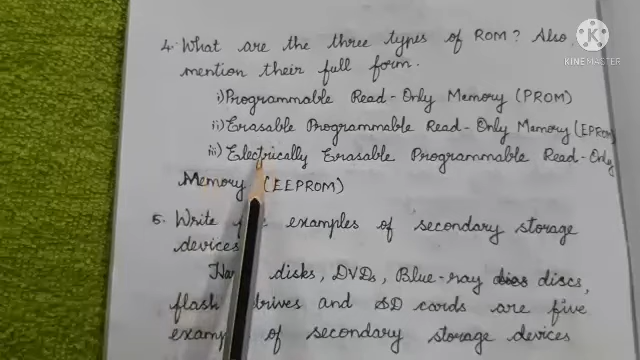 KINEMASTER
4. What are the three types of ROM? Also,
mention their full form.
i) Programmable Read-Only Memory (PROM)
ii) Erasable Programmable Read-Only Memory (EPROM
iii) Electrically Erasable Programmable Read-Only
Memory (EEPROM)
5. Write examples of secondary storage
devices
disks, DVDs, Blue-ray discs,
flash drives and SD cards are five
of secondary storage devices